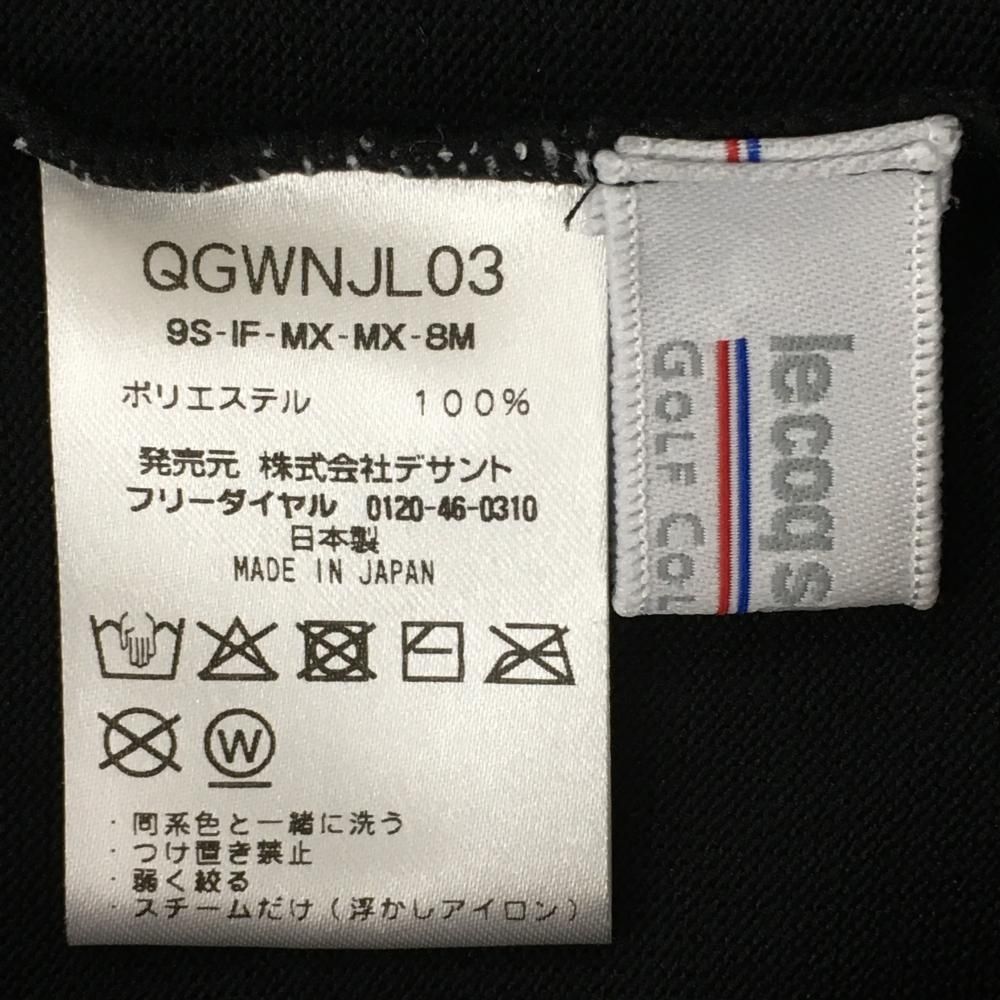 QGWNJL03
9S-IF-MX-MX-8M
ポリエステル 100%
発売元 株式会社デサント
フリーダイヤル 0120-46-0310
日本製
MADE IN JAPAN
W
・同系色と一緒に洗う
・つけ置き禁止
・弱く絞る
・スチームだけ(浮かしアイロン)
lecoq s
GOLF COL